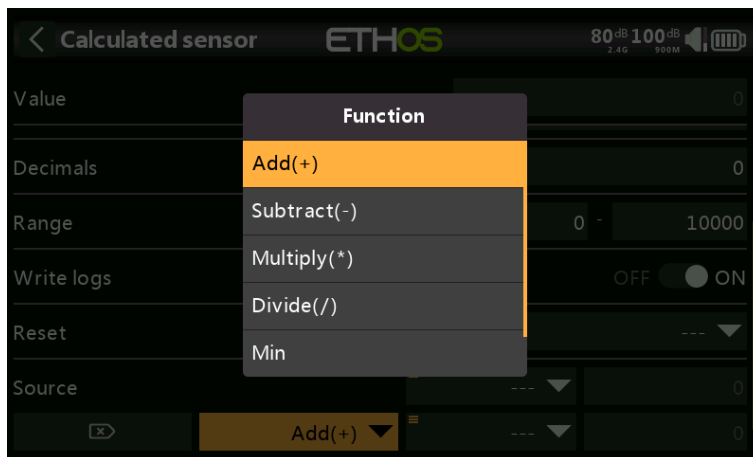 Calculated sensor ETHOS 80dB 2.4G 100dB 900M
Value 0
Function
Decimals 0
Add(+)
Subtract(-)
Range 0 - 10000
Multiply(*)
Write logs OFF ON
Divide(/)
Reset ---
Min
Source --- 0
Add(+) --- 0